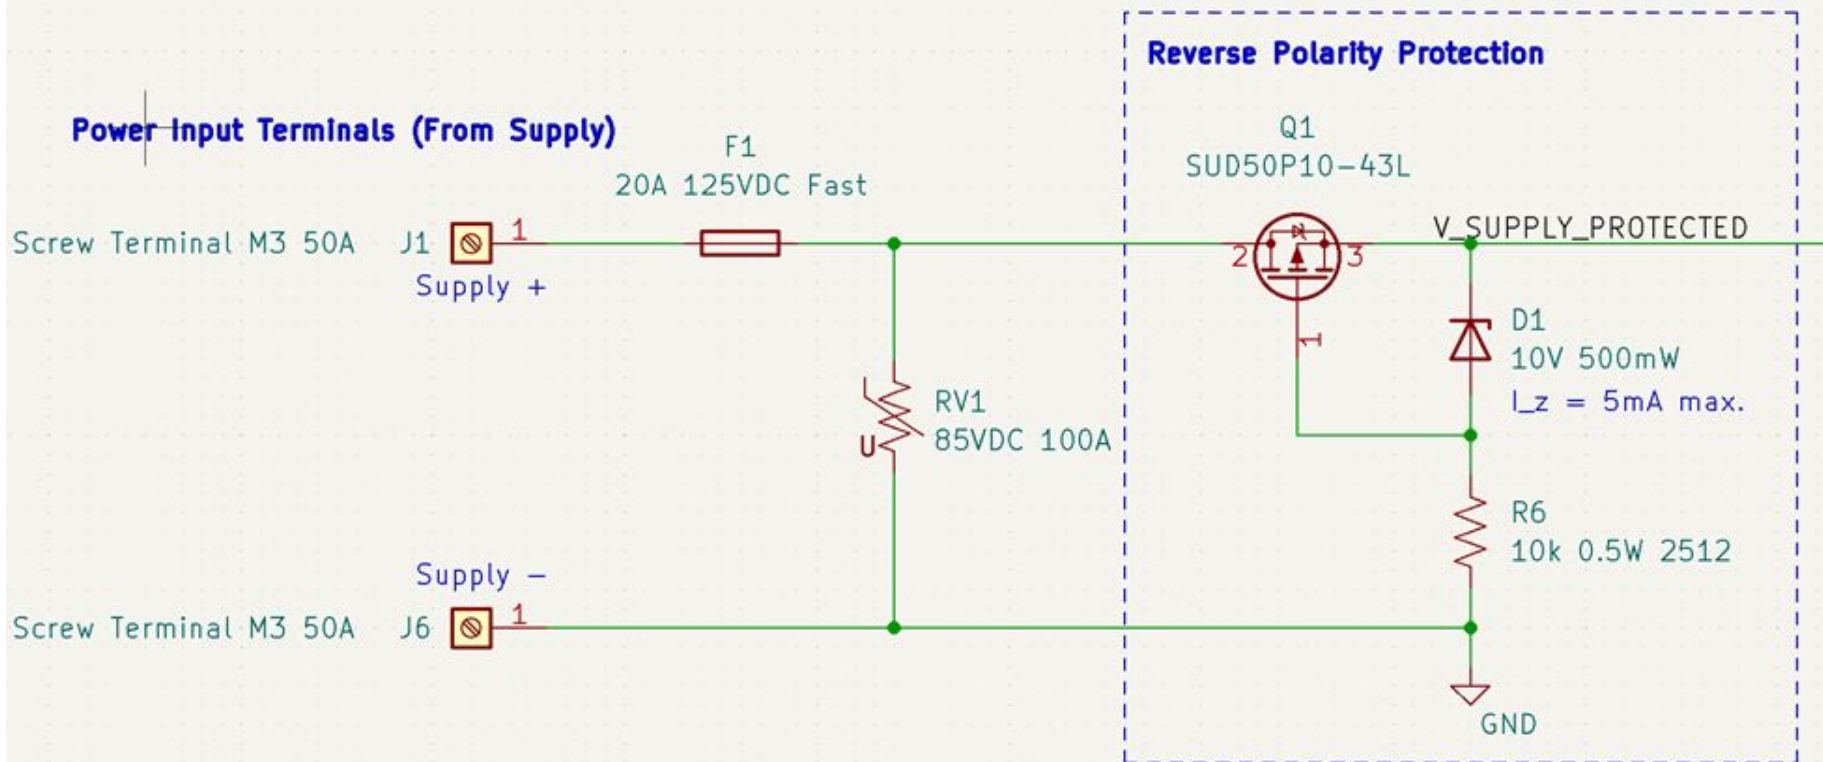 Reverse Polarity Protection
Power Input Terminals (From Supply)
Q1
SUD50P10-43L
F1
20A 125VDC Fast
Screw Terminal M3 50A J1 1
Supply +
2 3
1
V_SUPPLY_PROTECTED
D1
10V 500mW
I_z = 5mA max.
RV1
85VDC 100A
U
R6
10k 0.5W 2512
Supply -
Screw Terminal M3 50A J6 1
GND